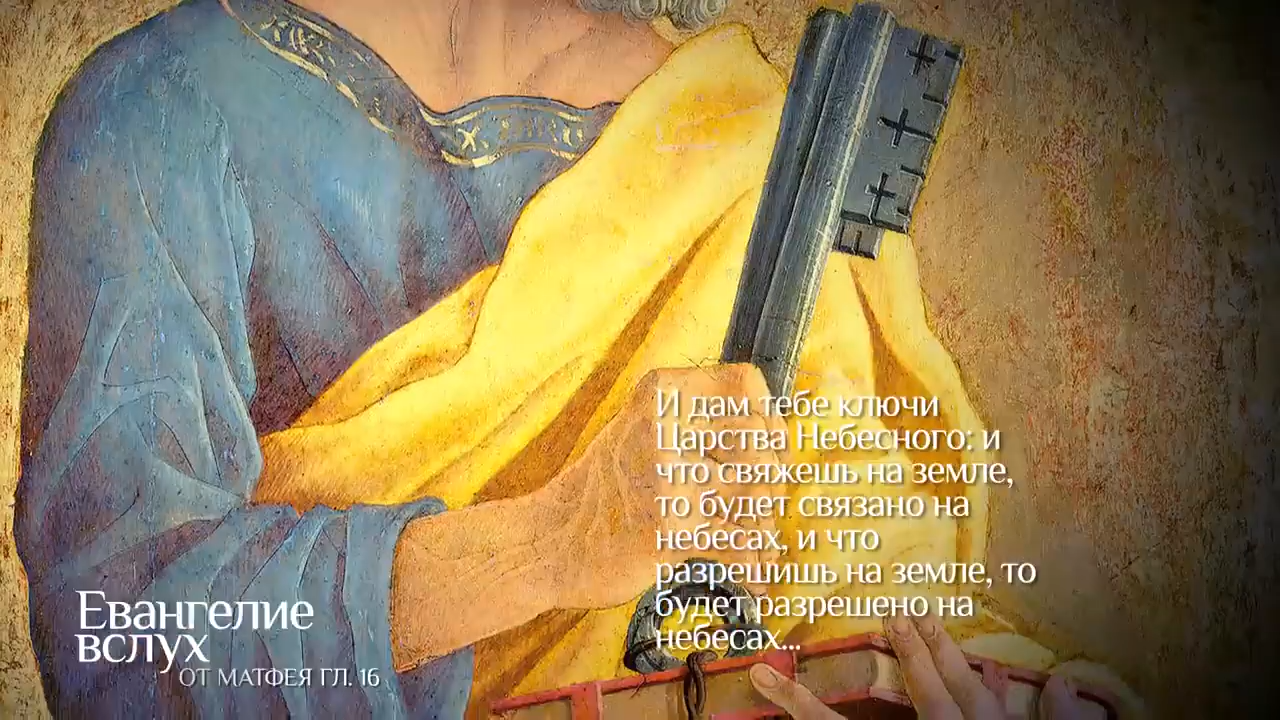 И дам тебе ключи
Царства Небесного: и
что свяжешь на земле,
то будет связано на
небесах, и что
разрешишь на земле, то
будет разрешено на
небесах...
Евангелие
вслух
ОТ МАТФЕЯ ГЛ. 16